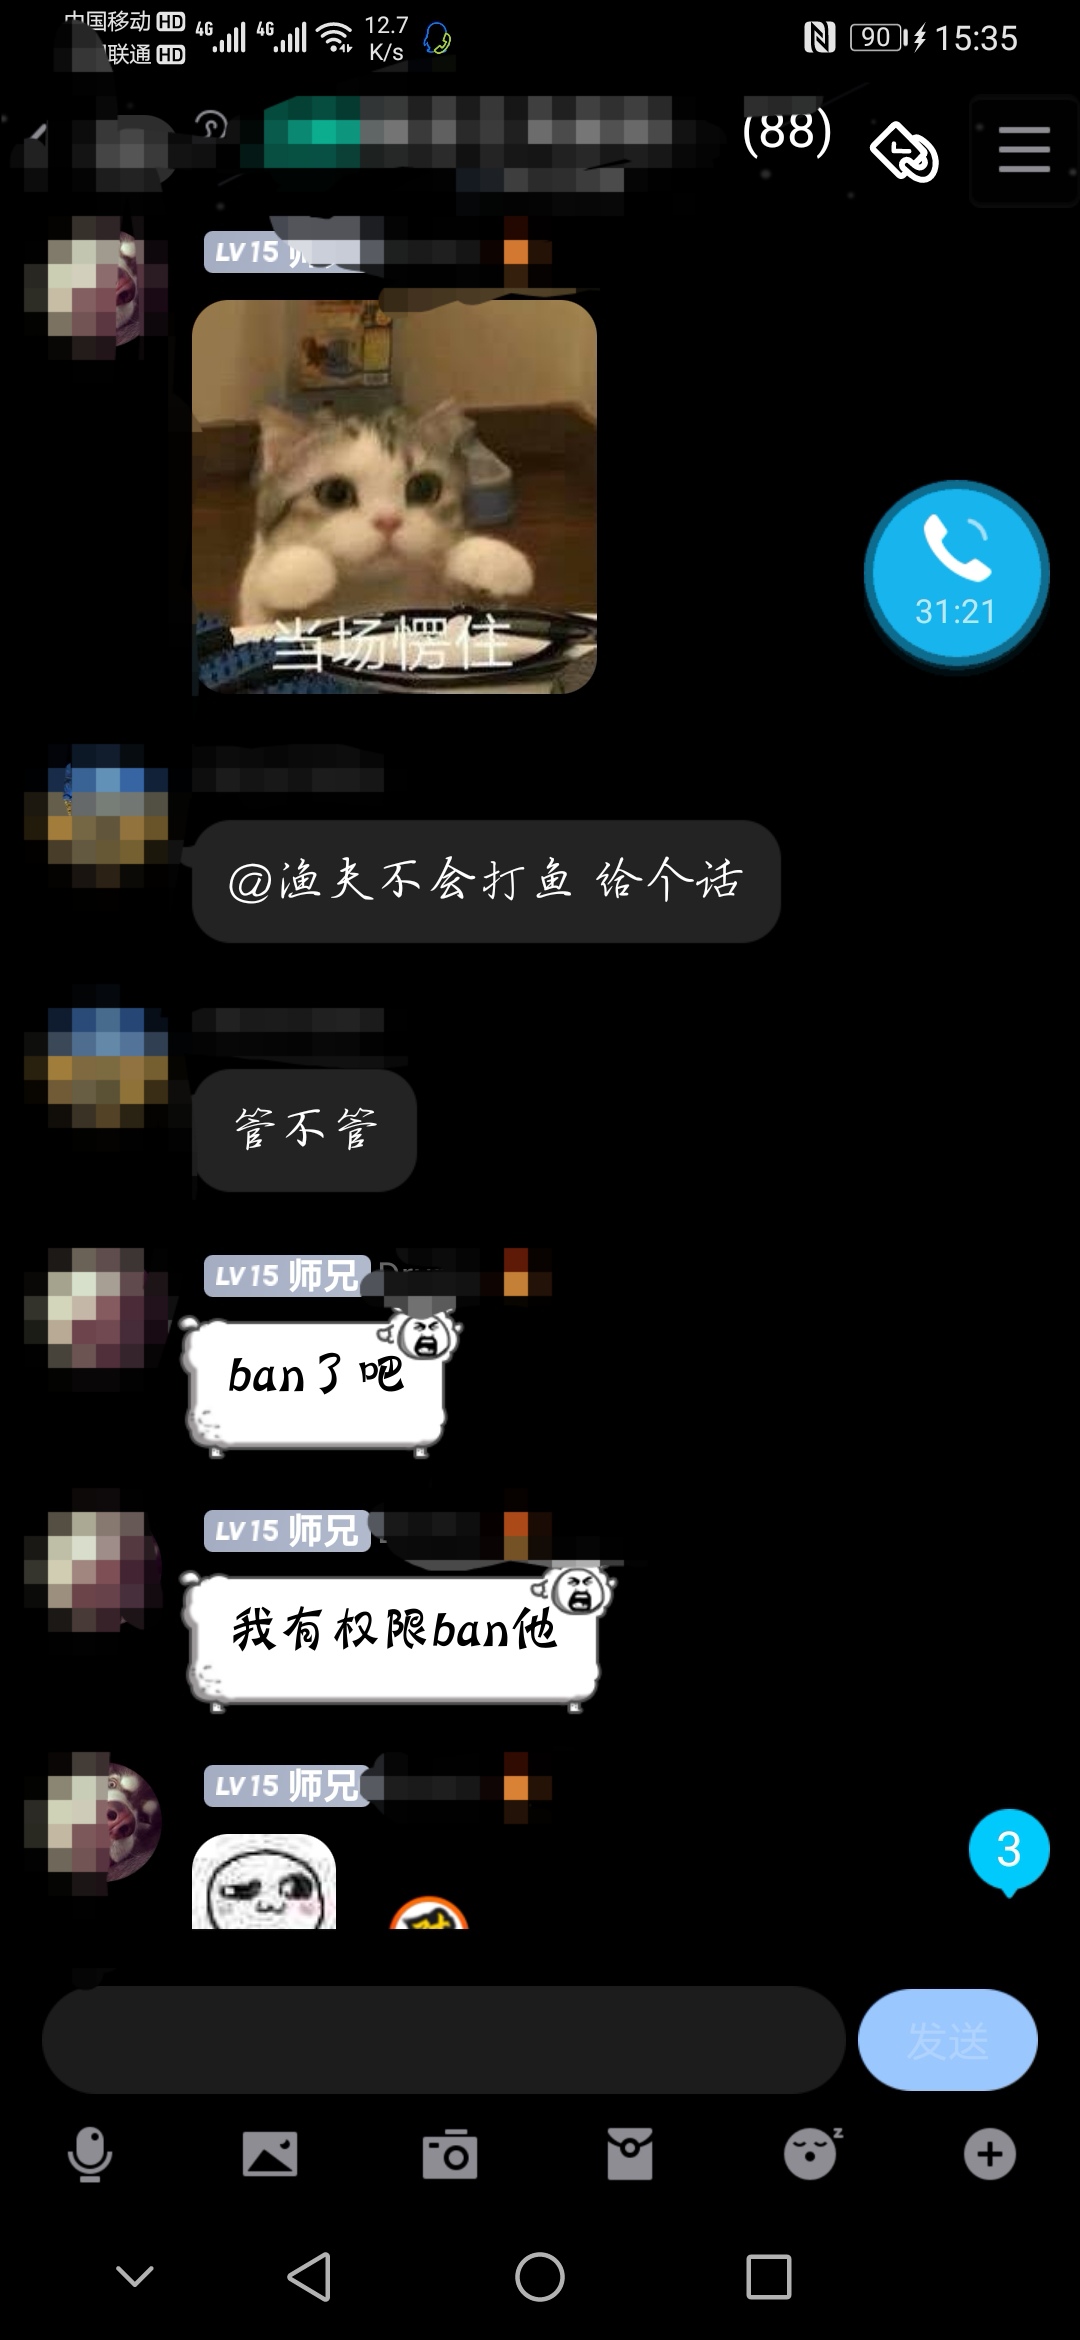 中国移动 HD 4G 4G 12.7 K/s 90 15:35
联通 HD
(88)
LV15 师
当场愣住
31:21
@渔夫不会打鱼 给个话
管不管
LV15 师兄
ban了吧
LV15 师兄
我有权限ban他
LV15 师兄
3
发送